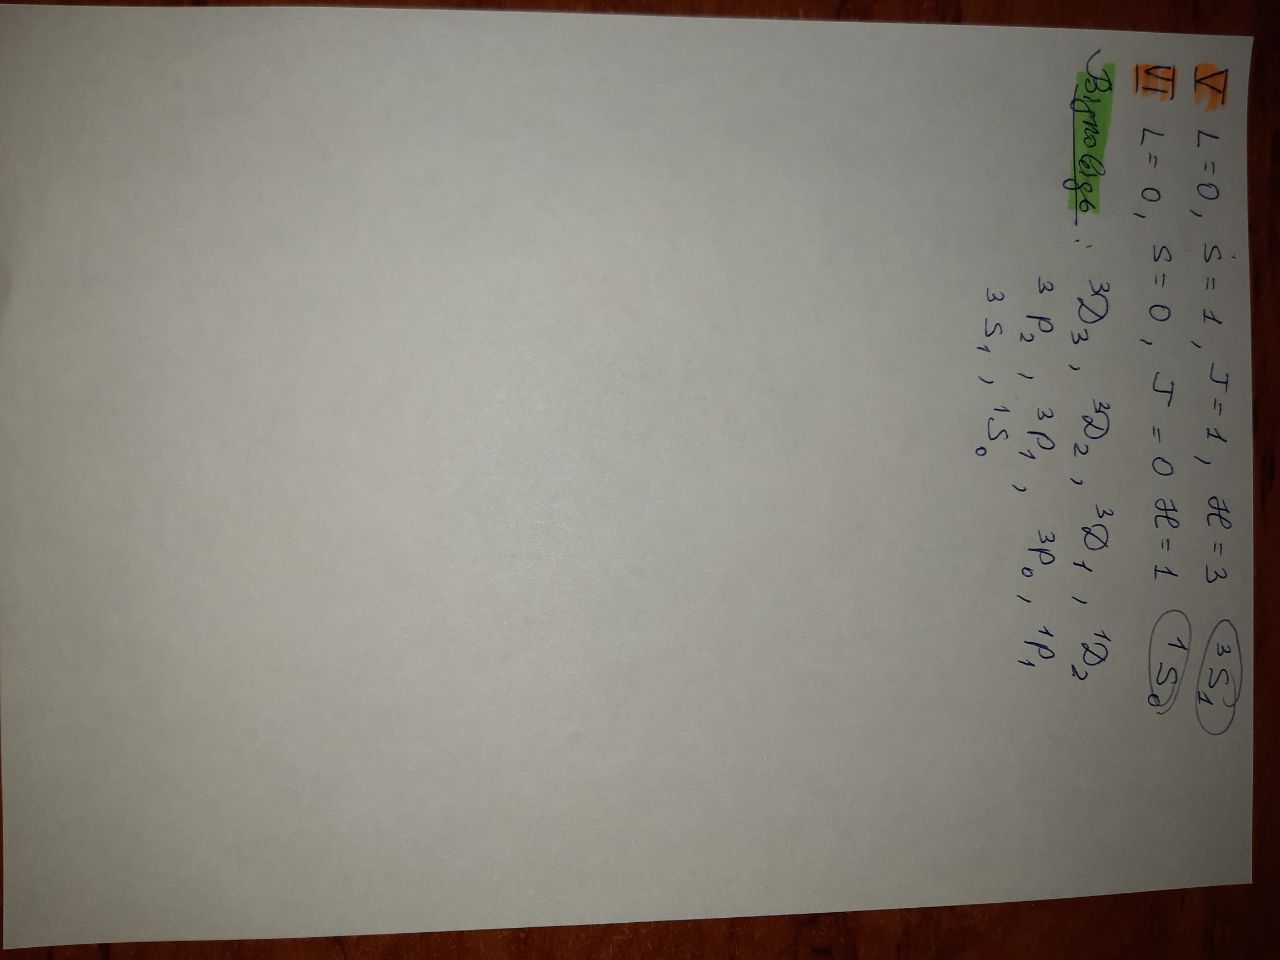 V L = 0, S = 1, J = 1, æ = 3 3S1
VI L = 0, S = 0, J = 0 æ = 1 1S0
Відповідь: 3D3, 3D2, 3D1, 1D2
3P2, 3P1, 3P0, 1P1
3S1, 1S0